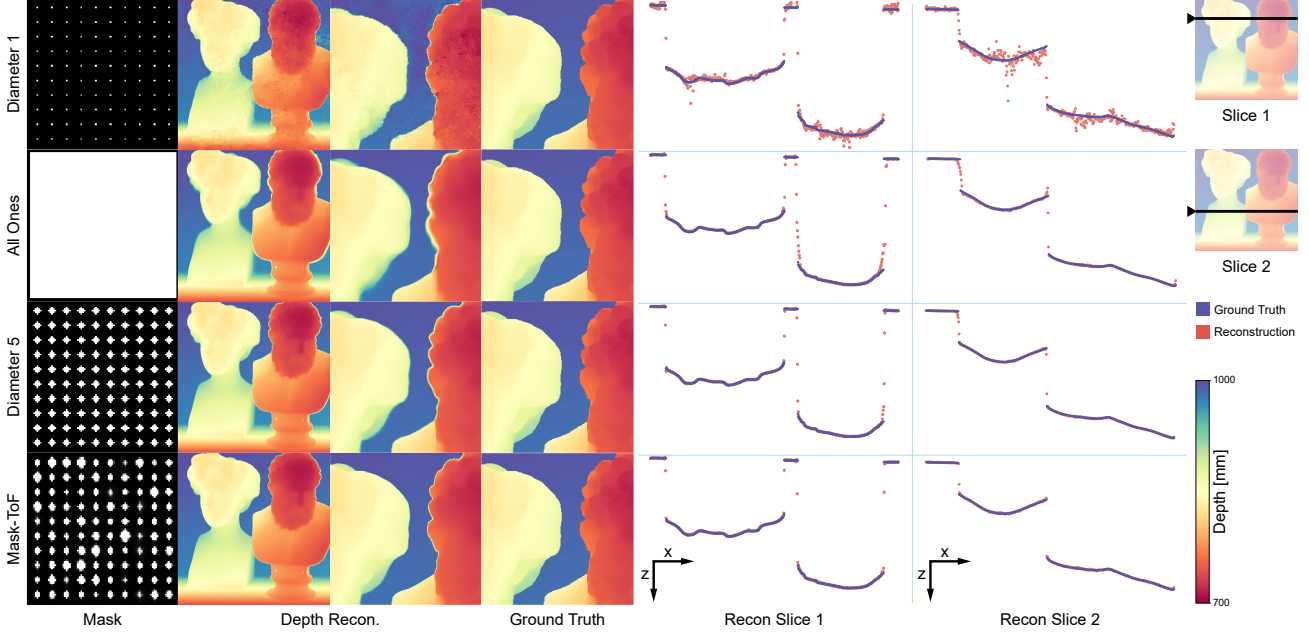 Diameter 1
All Ones
Diameter 5
Mask-ToF
Mask
Depth Recon.
Ground Truth
x
z
Recon Slice 1
x
z
Recon Slice 2
Slice 1
Slice 2
Ground Truth
Reconstruction
1000
Depth [mm]
700